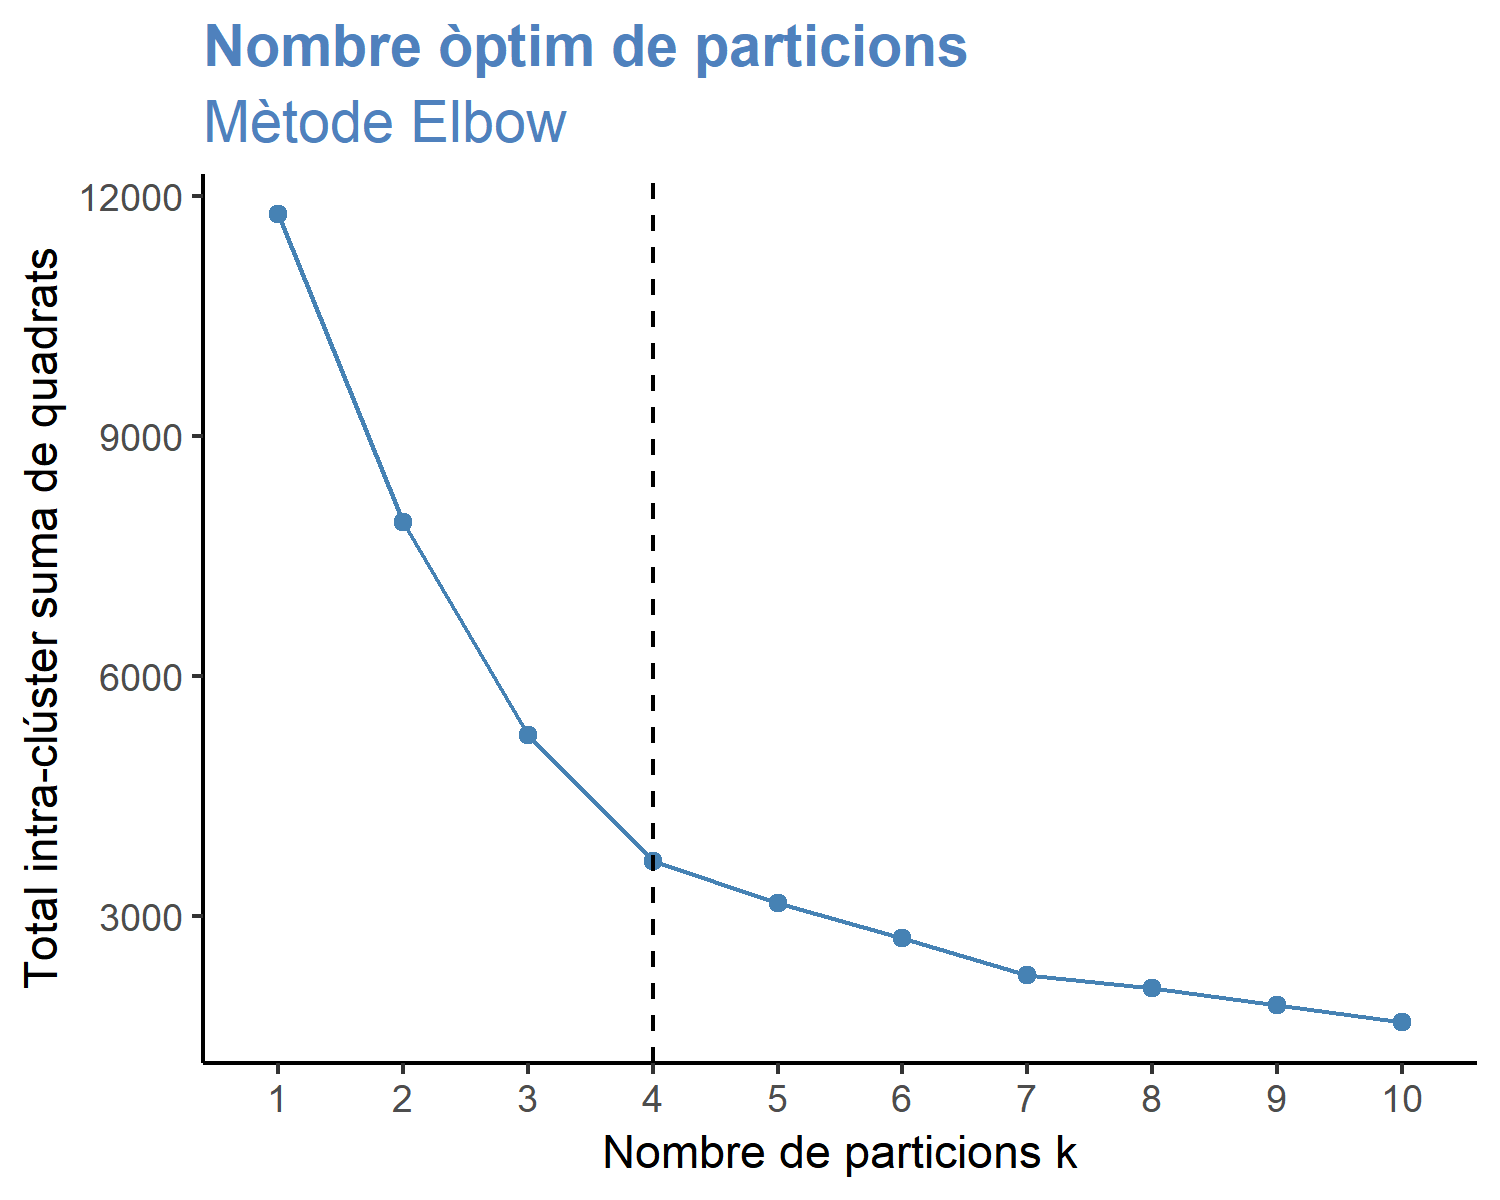 Nombre òptim de particions
Mètode Elbow
Total intra-clúster suma de quadrats
12000
9000
6000
3000
1 2 3 4 5 6 7 8 9 10
Nombre de particions k